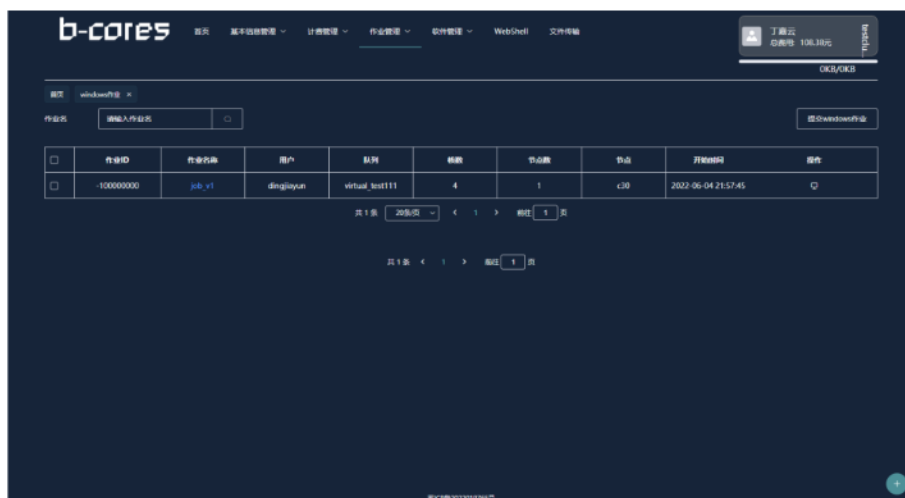 b-cores 首页 基本信息管理 计费管理 作业管理 软件管理 WebShell 文件传输
丁嘉云
总费用: 108.38元
testclu...
0KB/0KB
首页 windows作业 ×
作业名 请输入作业名 提交windows作业
作业ID 作业名称 用户 队列 核数 节点数 节点 开始时间 操作
-100000000 job_v1 dingjiayun virtual_test111 4 1 c30 2022-06-04 21:57:45
共 1 条 20条/页 < 1 > 前往 1 页
共 1 条 < 1 > 前往 1 页